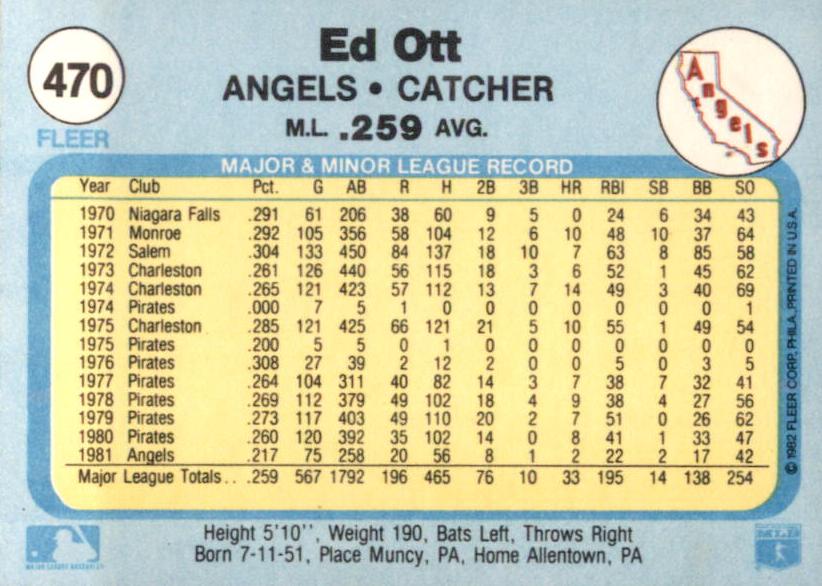 470
FLEER
Ed Ott
ANGELS • CATCHER
M.L. .259 AVG.
Angels
MAJOR & MINOR LEAGUE RECORD
Year Club Pct. G AB R H 2B 3B HR RBI SB BB SO
1970 Niagara Falls .291 61 206 38 60 9 5 0 24 6 34 43
1971 Monroe .292 105 356 58 104 12 6 10 48 10 37 64
1972 Salem .304 133 450 84 137 18 10 7 63 8 85 58
1973 Charleston .261 126 440 56 115 18 3 6 52 1 45 62
1974 Charleston .265 121 423 57 112 13 7 14 49 3 40 69
1974 Pirates .000 7 5 1 0 0 0 0 0 0 0 1
1975 Charleston .285 121 425 66 121 21 5 10 55 1 49 54
1975 Pirates .200 5 5 0 1 0 0 0 0 0 0 0
1976 Pirates .308 27 39 2 12 2 0 0 5 0 3 5
1977 Pirates .264 104 311 40 82 14 3 7 38 7 32 41
1978 Pirates .269 112 379 49 102 18 4 9 38 4 27 56
1979 Pirates .273 117 403 49 110 20 2 7 51 0 26 62
1980 Pirates .260 120 392 35 102 14 0 8 41 1 33 47
1981 Angels .217 75 258 20 56 8 1 2 22 2 17 42
Major League Totals . . .259 567 1792 196 465 76 10 33 195 14 138 254
© 1982 FLEER CORP., PHILA., PRINTED IN U.S.A.
Height 5'10'', Weight 190, Bats Left, Throws Right
Born 7-11-51, Place Muncy, PA, Home Allentown, PA
MAJOR LEAGUE BASEBALL